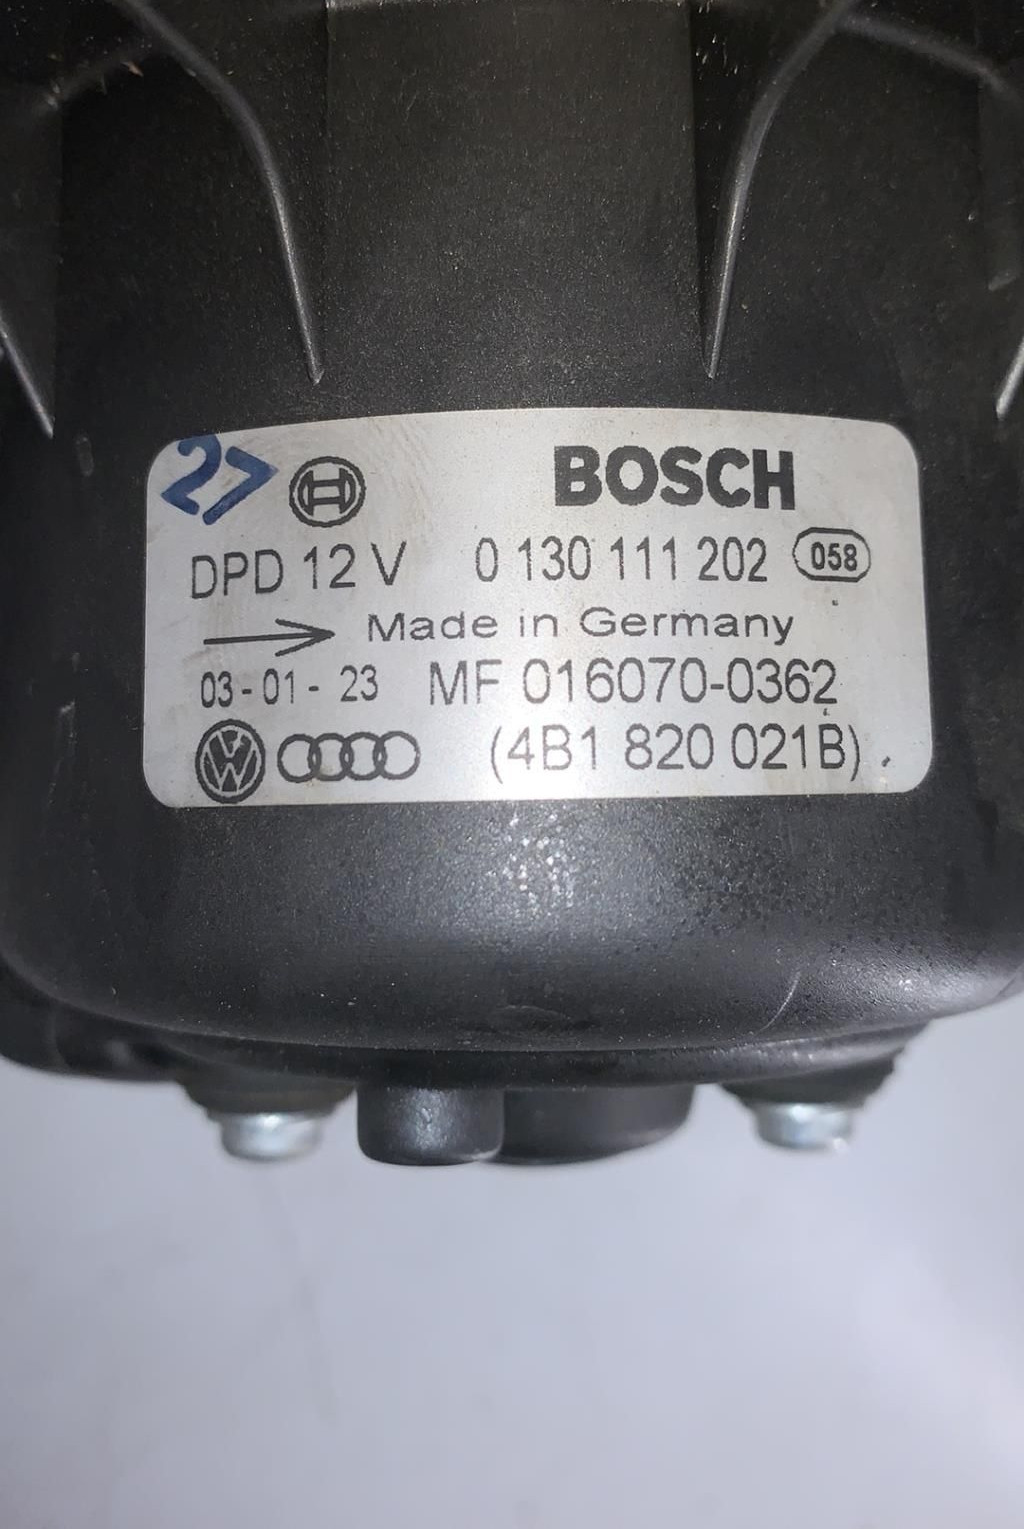 27 BOSCH
DPD 12 V 0 130 111 202 058
Made in Germany
03-01-23 MF 016070-0362
VW (4B1 820 021B)